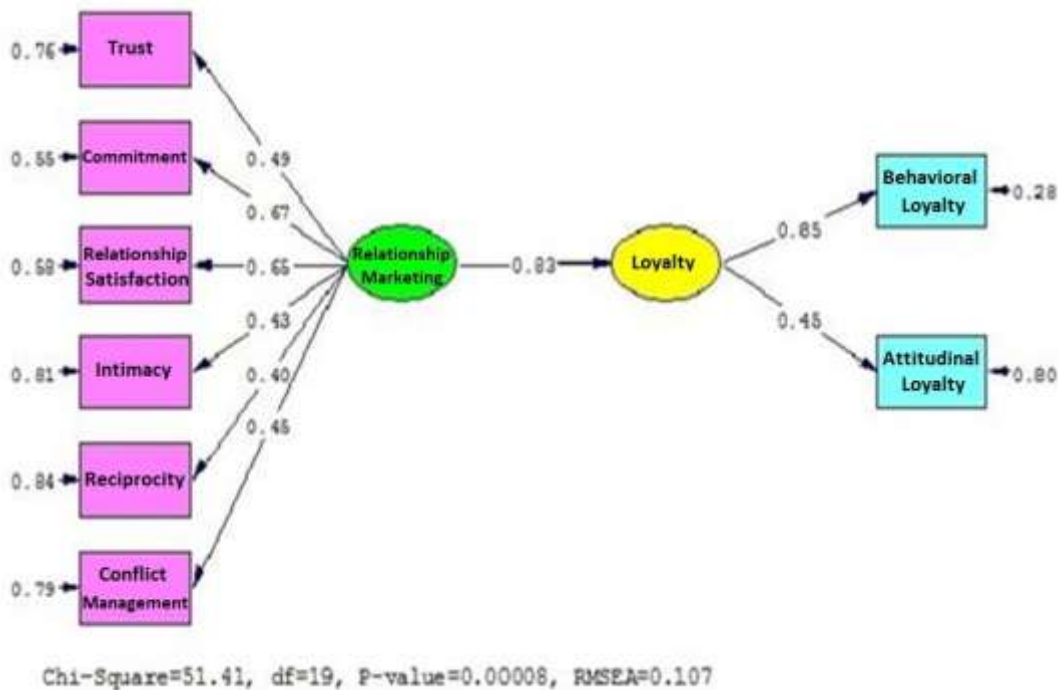 0.76
Trust
0.49
0.55
Commitment
0.67
0.58
Relationship
Satisfaction
0.65
0.81
Intimacy
0.43
0.84
Reciprocity
0.40
0.79
Conflict
Management
0.45
Relationship
Marketing
0.83
Loyalty
0.85
Behavioral
Loyalty
0.28
0.45
Attitudinal
Loyalty
0.80
Chi-Square=51.41, df=19, P-value=0.00008, RMSEA=0.107